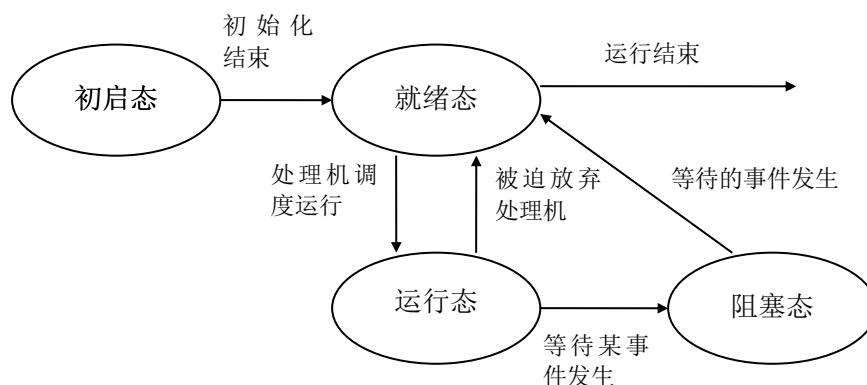 初始化
结束
运行结束
初启态
就绪态
处理机调
度运行
被迫放弃
处理机
等待的事件发生
运行态
阻塞态
等待某事
件发生